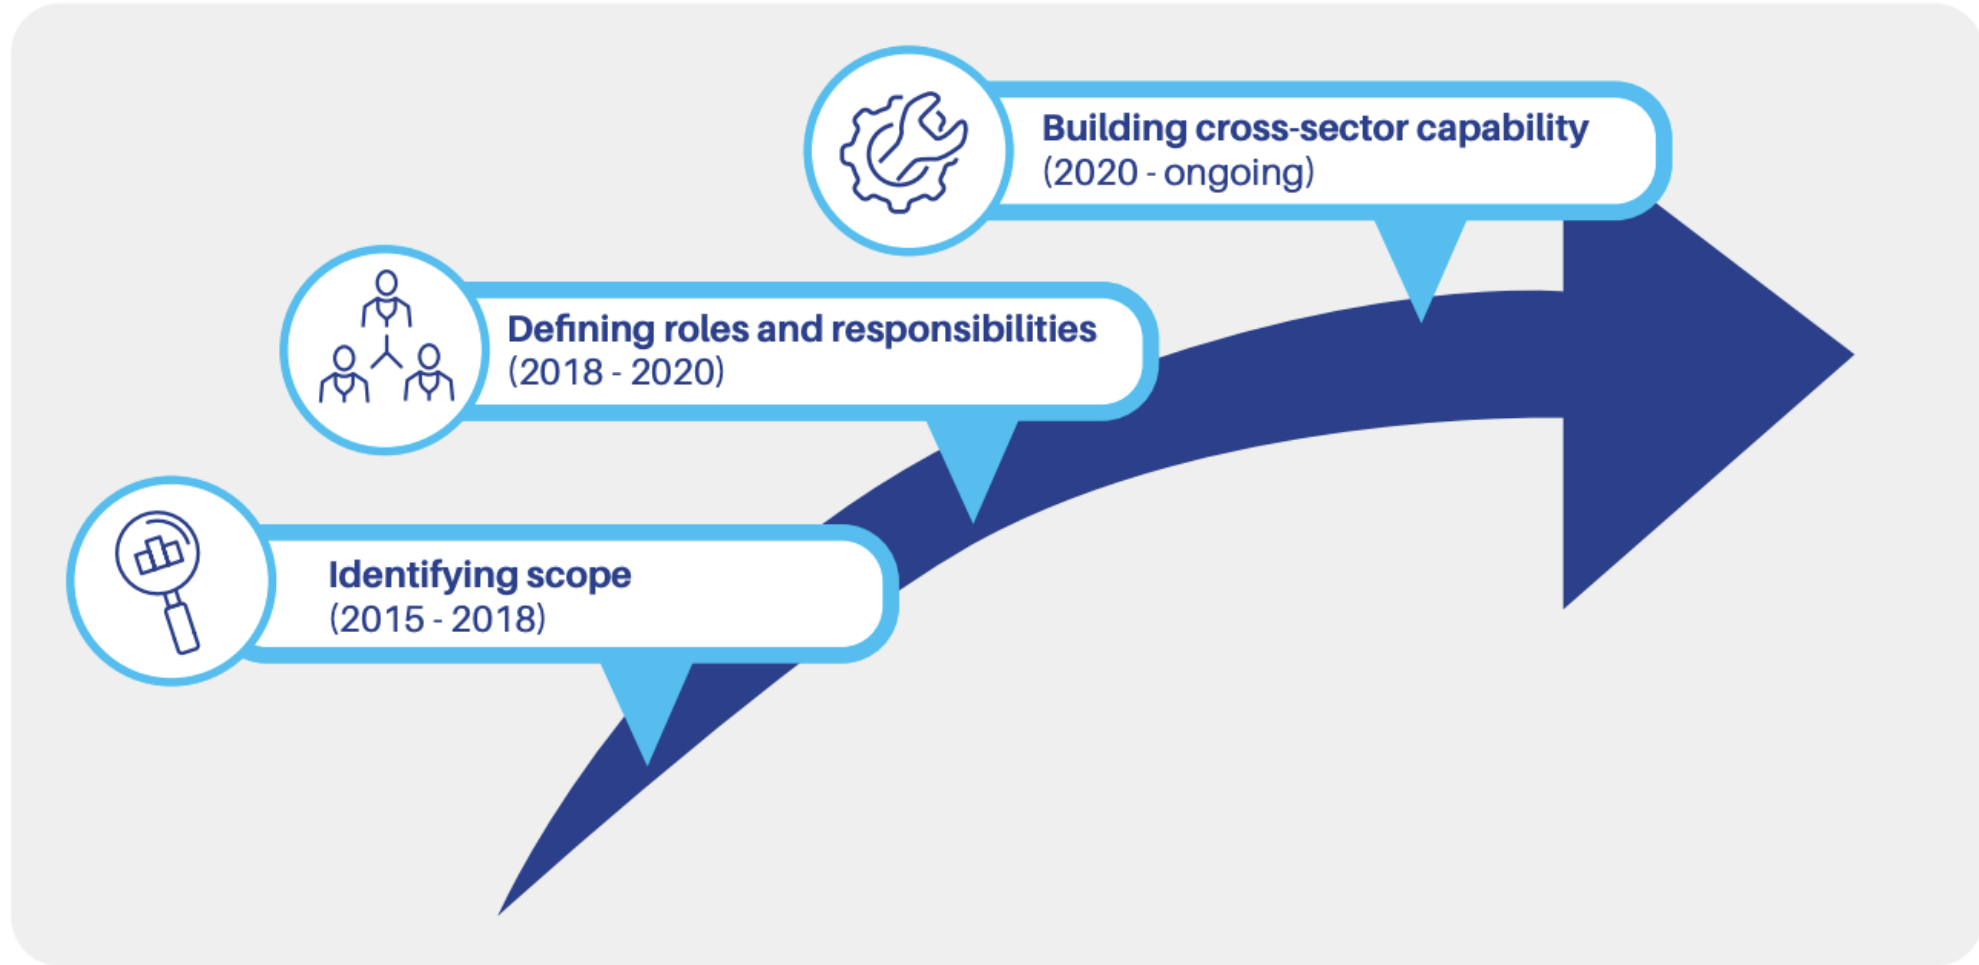 Building cross-sector capability
(2020 - ongoing)
Defining roles and responsibilities
(2018 - 2020)
Identifying scope
(2015 - 2018)